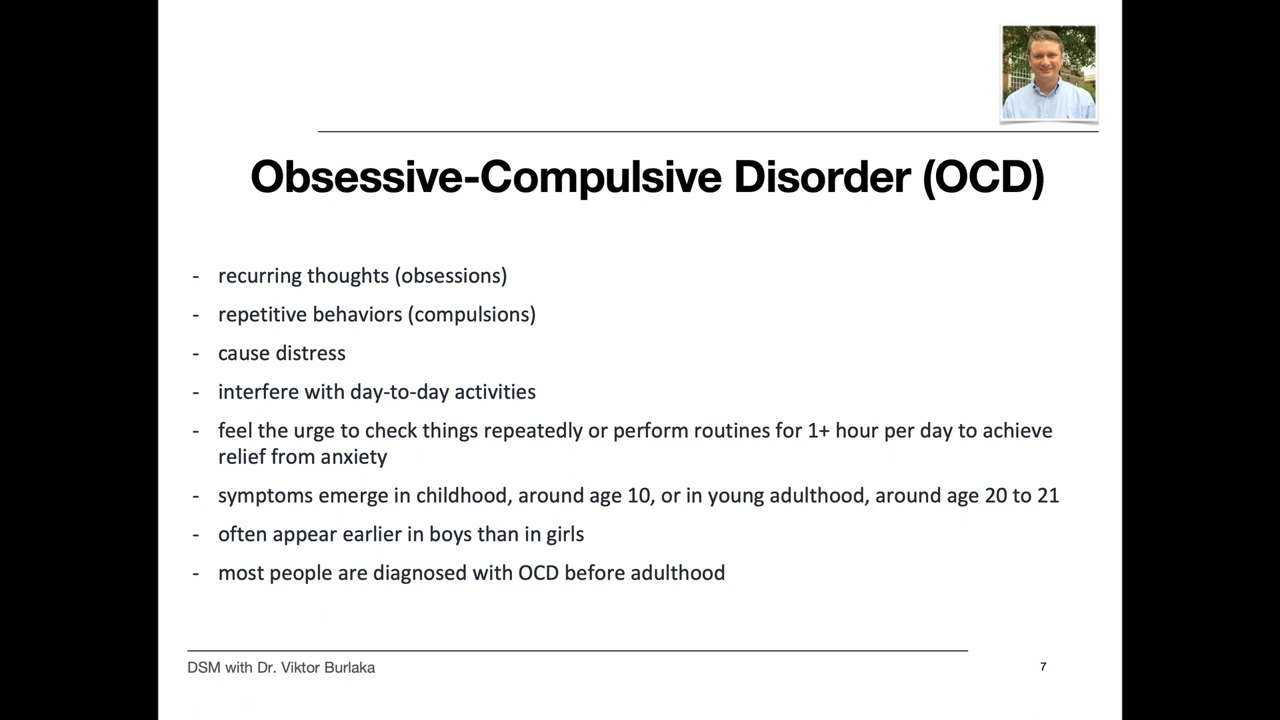 Obsessive-Compulsive Disorder (OCD)
- recurring thoughts (obsessions)
- repetitive behaviors (compulsions)
- cause distress
- interfere with day-to-day activities
- feel the urge to check things repeatedly or perform routines for 1+ hour per day to achieve
relief from anxiety
- symptoms emerge in childhood, around age 10, or in young adulthood, around age 20 to 21
- often appear earlier in boys than in girls
- most people are diagnosed with OCD before adulthood
DSM with Dr. Viktor Burlaka
7